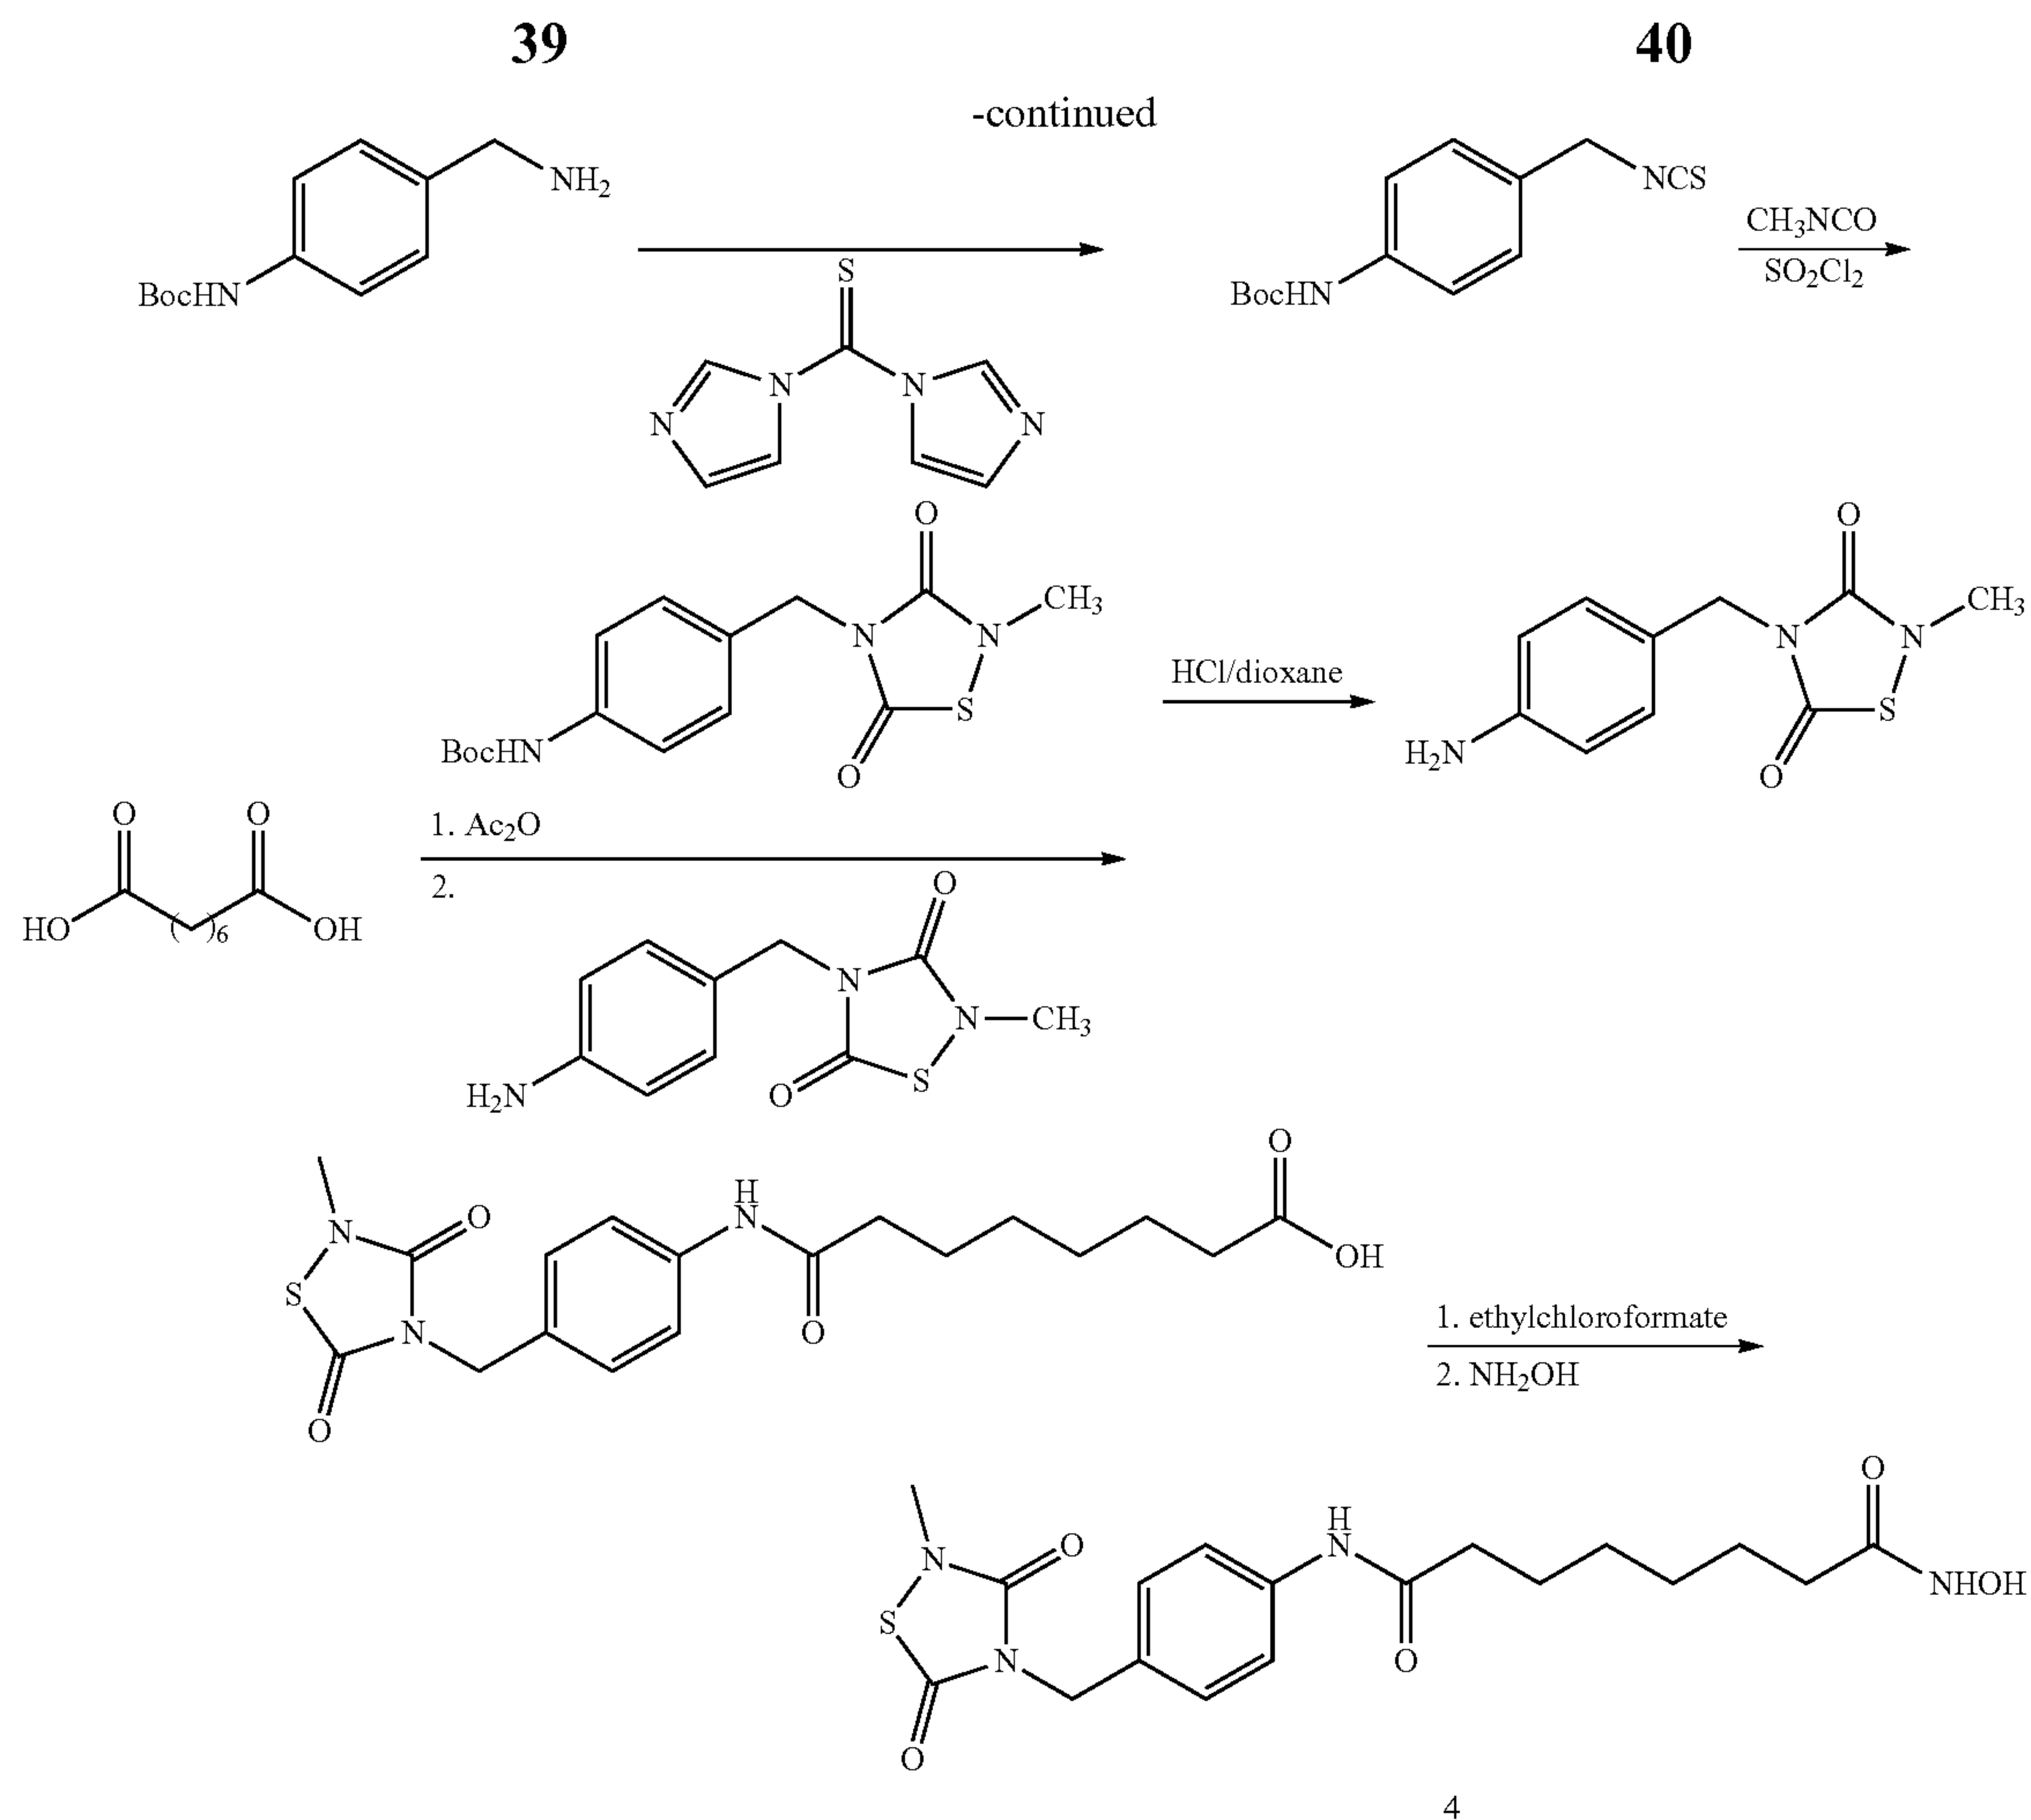 39 40
-continued
NH2 NCS
BocHN BocHN
CH3NCO
SO2Cl2
S
N N
N N
O O
N N CH3 N N CH3
S S
BocHN H2N
O O
HCl/dioxane
O O
HO ( )6 OH
1. Ac2O
2.
O
N
N CH3
O S
H2N
O
N O H
N
S OH
N O
O
1. ethylchloroformate
2. NH2OH
O
N O H
N
S NHOH
N O
O
4